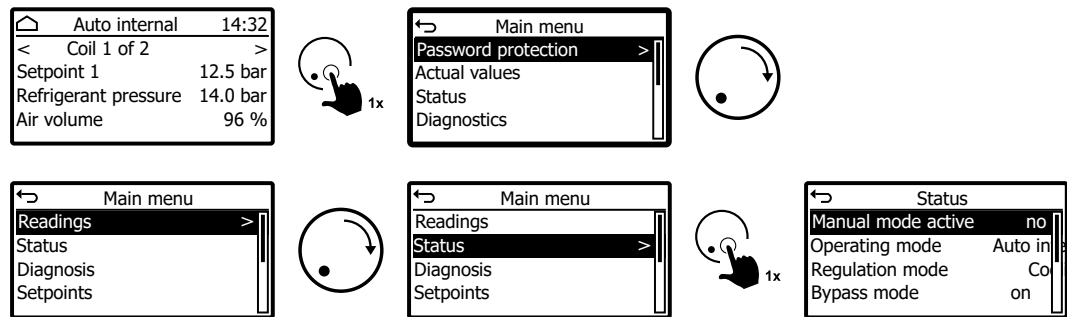 Auto internal 14:32
< Coil 1 of 2 >
Setpoint 1 12.5 bar
Refrigerant pressure 14.0 bar
Air volume 96 %
1x
Main menu
Password protection >
Actual values
Status
Diagnostics
Main menu
Readings >
Status
Diagnosis
Setpoints
Main menu
Readings
Status >
Diagnosis
Setpoints
1x
Status
Manual mode active no
Operating mode Auto
Regulation mode
Bypass mode on